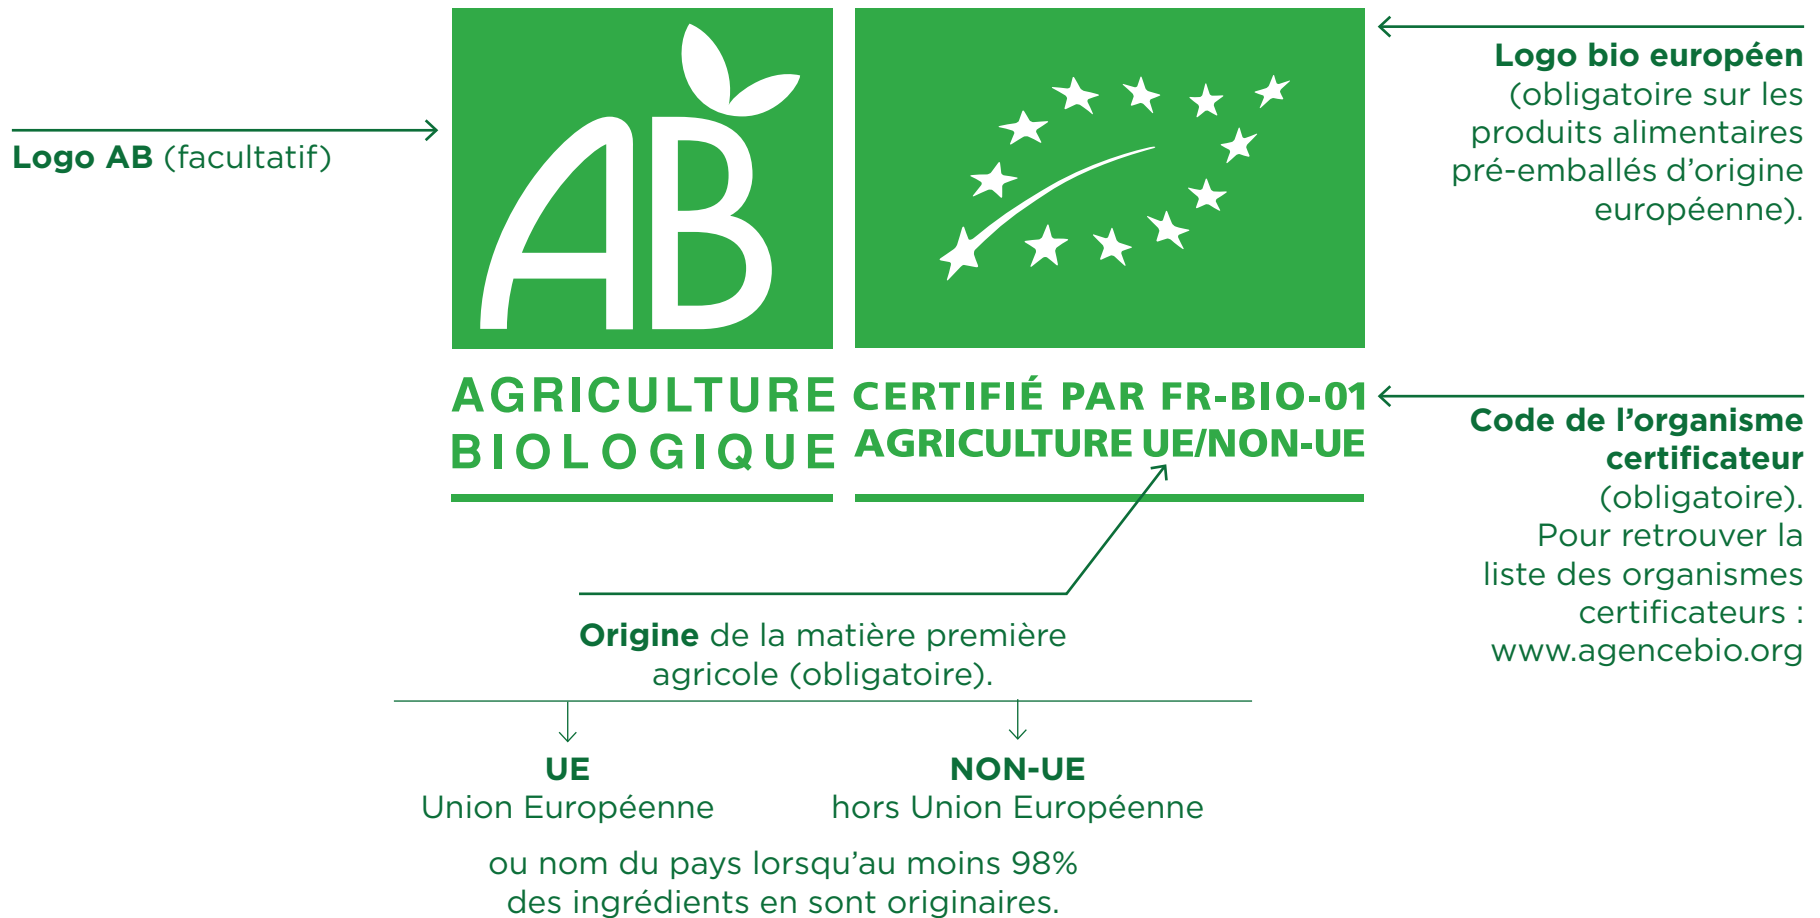 Logo AB (facultatif)
AB
AGRICULTURE
BIOLOGIQUE
CERTIFIÉ PAR FR-BIO-01
AGRICULTURE UE/NON-UE
Logo bio européen
(obligatoire sur les
produits alimentaires
pré-emballés d’origine
européenne).
Code de l’organisme
certificateur
(obligatoire).
Pour retrouver la
liste des organismes
certificateurs :
www.agencebio.org
Origine de la matière première
agricole (obligatoire).
UE
Union Européenne
NON-UE
hors Union Européenne
ou nom du pays lorsqu’au moins 98%
des ingrédients en sont originaires.